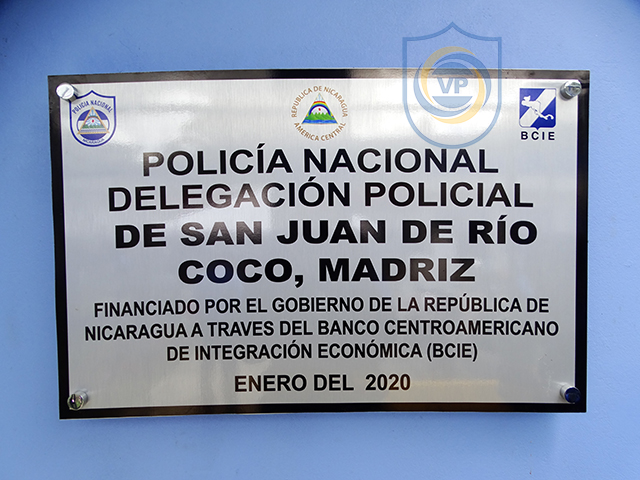 VP
POLICÍA NACIONAL
REPÚBLICA DE NICARAGUA
AMÉRICA CENTRAL
BCIE
POLICÍA NACIONAL
DELEGACIÓN POLICIAL
DE SAN JUAN DE RÍO
COCO, MADRIZ
FINANCIADO POR EL GOBIERNO DE LA REPÚBLICA DE
NICARAGUA A TRAVES DEL BANCO CENTROAMERICANO
DE INTEGRACIÓN ECONÓMICA (BCIE)
ENERO DEL 2020